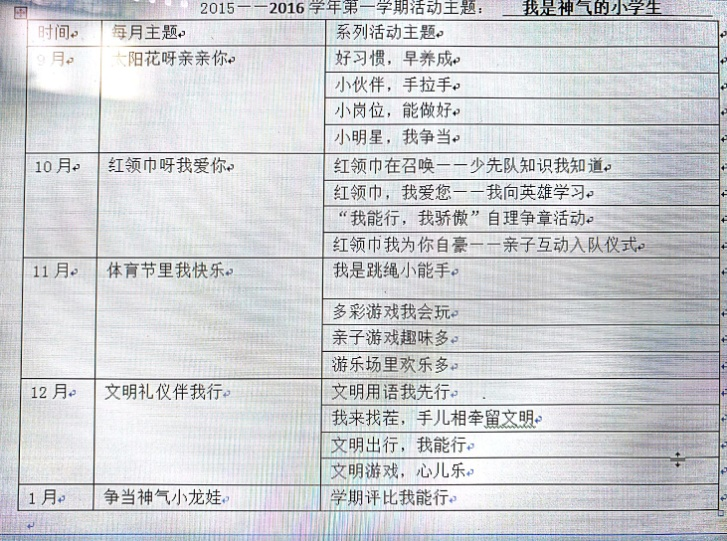 2015——2016 学年第一学期活动主题： 我是神气的小学生
时间 每月主题 系列活动主题
9 月 太阳花呀亲亲你 好习惯，早养成
小伙伴，手拉手
小岗位，能做好
小明星，我争当
10 月 红领巾呀我爱你 红领巾在召唤——少先队知识我知道
红领巾，我爱您——我向英雄学习
“我能行，我骄傲”自理争章活动
红领巾我为你自豪——亲子互动入队仪式
11 月 体育节里我快乐 我是跳绳小能手
多彩游戏我会玩
亲子游戏趣味多
游乐场里欢乐多
12 月 文明礼仪伴我行 文明用语我先行
我来找茬，手儿相牵留文明
文明出行，我能行
文明游戏，心儿乐
1 月 争当神气小龙娃 学期评比我能行